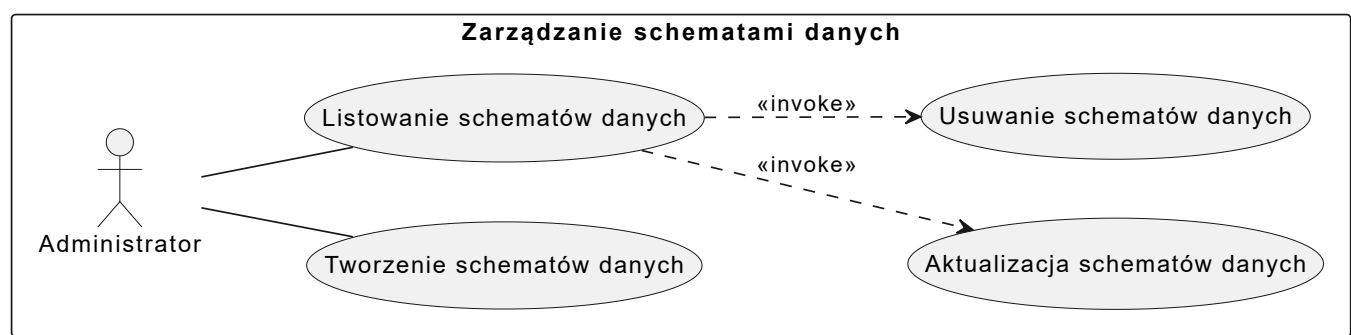 Zarządzanie schematami danych
Listowanie schematów danych
«invoke»
Usuwanie schematów danych
«invoke»
Administrator
Tworzenie schematów danych
Aktualizacja schematów danych